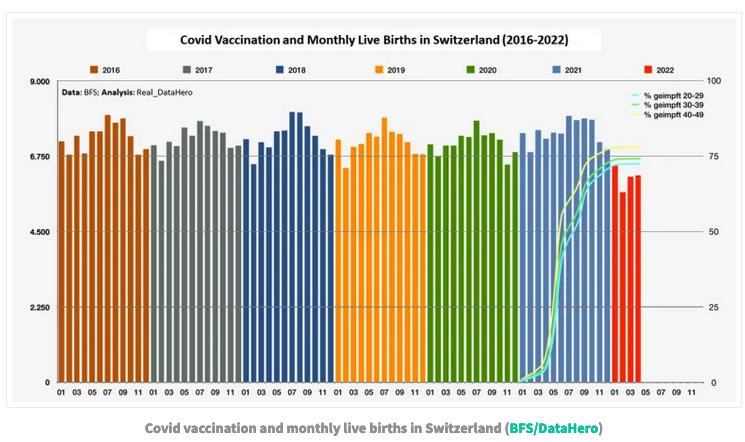 Covid Vaccination and Monthly Live Births in Switzerland (2016-2022)
2016 2017 2018 2019 2020 2021 2022
9.000 100
Data: BFS; Analysis: Real_DataHero
% geimpft 20-29
% geimpft 30-39
% geimpft 40-49
6.750 75
4.500 50
2.250 25
0 0
01 03 05 07 09 11 01 03 05 07 09 11 01 03 05 07 09 11 01 03 05 07 09 11 01 03 05 07 09 11 01 03 05 07 09 11 01 03 05 07 09 11
Covid vaccination and monthly live births in Switzerland (BFS/DataHero)